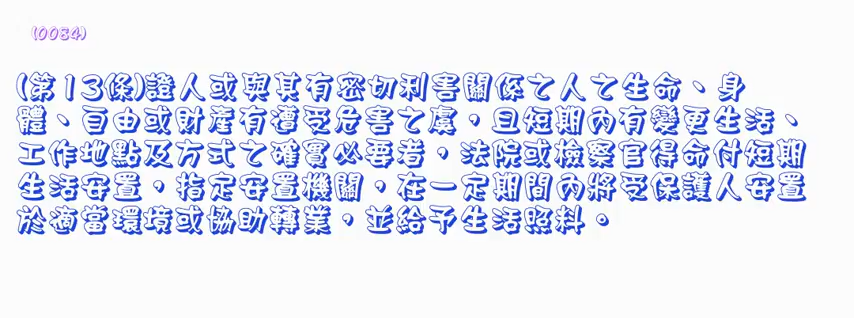 (0084)
(第13條)證人或與其有密切利害關係之人之生命、身
體、自由或財產有遭受危害之虞，且短期內有變更生活、
工作地點及方式之確實必要者，法院或檢察官得命付短期
生活安置，指定安置機關，在一定期間內將受保護人安置
於適當環境或協助轉業，並給予生活照料。